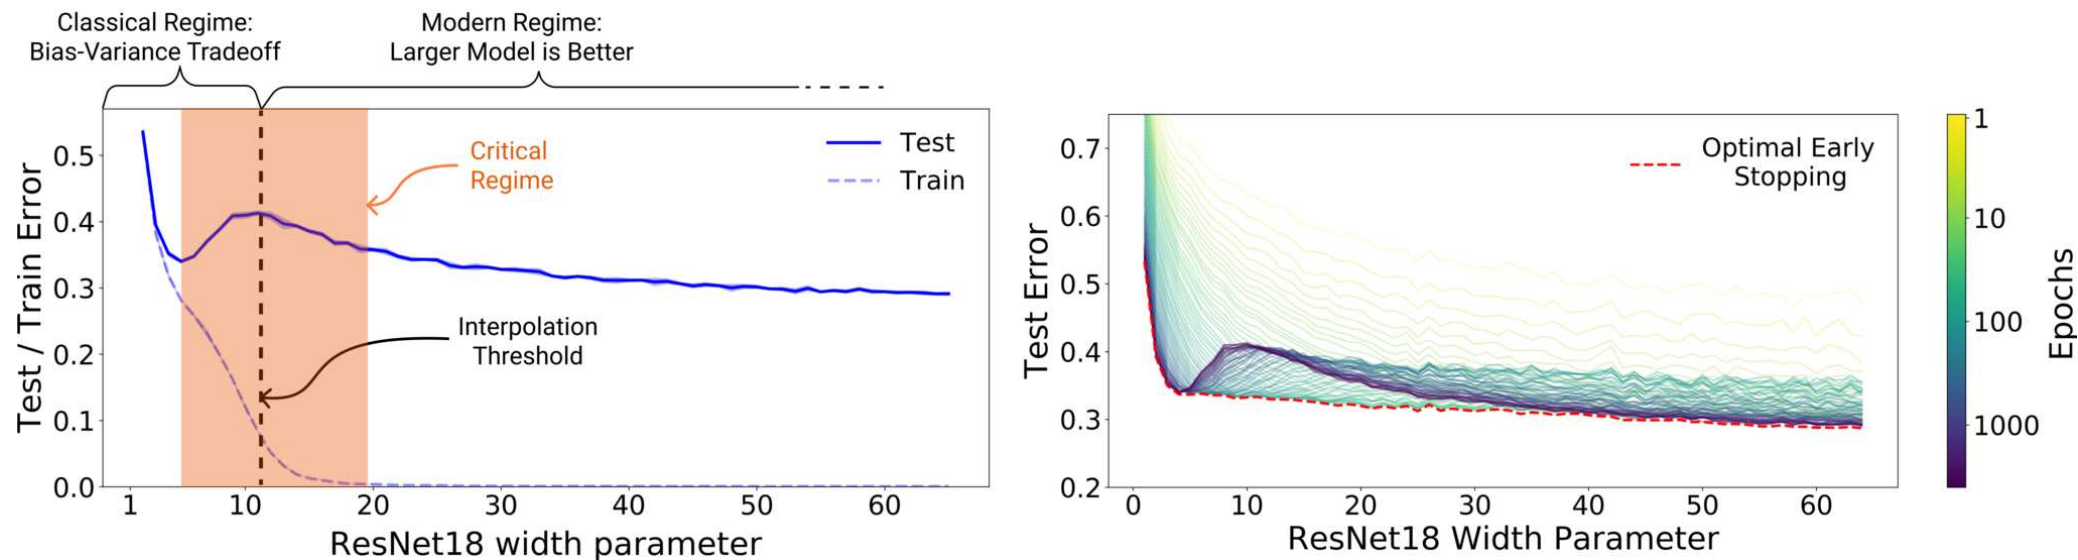 Classical Regime:
Bias-Variance Tradeoff
Modern Regime:
Larger Model is Better
Test / Train Error
0.5
0.4
0.3
0.2
0.1
0.0
Critical
Regime
Interpolation
Threshold
Test
Train
1
10
20
30
40
50
60
ResNet18 width parameter
Test Error
0.7
0.6
0.5
0.4
0.3
0.2
Optimal Early
Stopping
0
10
20
30
40
50
60
ResNet18 Width Parameter
1
10
100
1000
Epochs